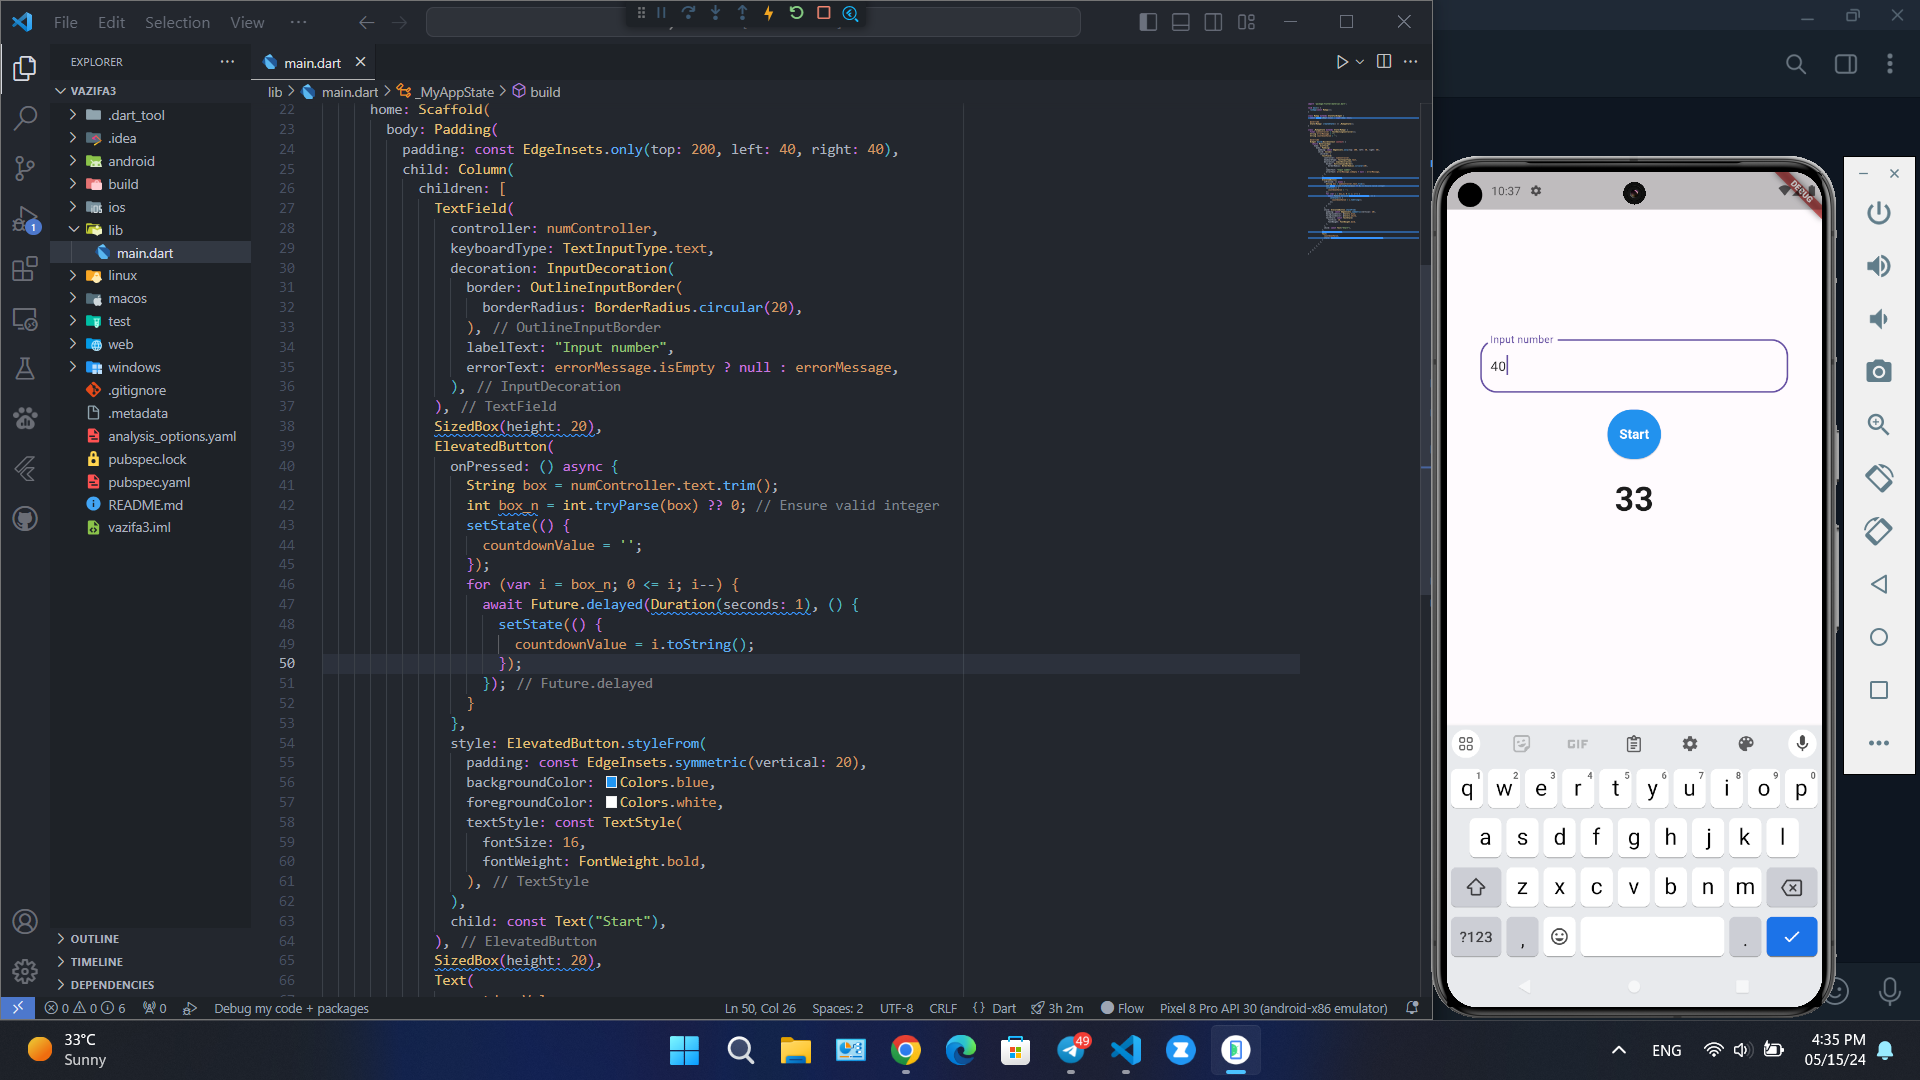 File Edit Selection View ...
EXPLORER ...
main.dart
VAZIFA3
.dart_tool
.idea
android
build
ios
lib
main.dart
linux
macos
test
web
windows
.gitignore
.metadata
analysis_options.yaml
pubspec.lock
pubspec.yaml
README.md
vazifa3.iml
OUTLINE
TIMELINE
DEPENDENCIES
lib > main.dart > _MyAppState > build
22 home: Scaffold(
23 body: Padding(
24 padding: const EdgeInsets.only(top: 200, left: 40, right: 40),
25 child: Column(
26 children: [
27 TextField(
28 controller: numController,
29 keyboardType: TextInputType.text,
30 decoration: InputDecoration(
31 border: OutlineInputBorder(
32 borderRadius: BorderRadius.circular(20),
33 ), // OutlineInputBorder
34 labelText: "Input number",
35 errorText: errorMessage.isEmpty ? null : errorMessage,
36 ), // InputDecoration
37 ), // TextField
38 SizedBox(height: 20),
39 ElevatedButton(
40 onPressed: () async {
41 String box = numController.text.trim();
42 int box_n = int.tryParse(box) ?? 0; // Ensure valid integer
43 setState(() {
44 countdownValue = '';
45 });
46 for (var i = box_n; 0 <= i; i--) {
47 await Future.delayed(Duration(seconds: 1), () {
48 setState(() {
49 countdownValue = i.toString();
50 });
51 }); // Future.delayed
52 }
53 },
54 style: ElevatedButton.styleFrom(
55 padding: const EdgeInsets.symmetric(vertical: 20),
56 backgroundColor: Colors.blue,
57 foregroundColor: Colors.white,
58 textStyle: const TextStyle(
59 fontSize: 16,
60 fontWeight: FontWeight.bold,
61 ), // TextStyle
62 ),
63 child: const Text("Start"),
64 ), // ElevatedButton
65 SizedBox(height: 20),
66 Text(
0 0 6 0 Debug my code + packages Ln 50, Col 26 Spaces: 2 UTF-8 CRLF {} Dart 3h 2m Flow Pixel 8 Pro API 30 (android-x86 emulator)
10:37
DEBUG
Input number
40
Start
33
GIF
q1 w2 e3 r4 t5 y6 u7 i8 o9 p0
a s d f g h j k l
z x c v b n m
?123 , .
33°C
Sunny
49
1
ENG
4:35 PM
05/15/24